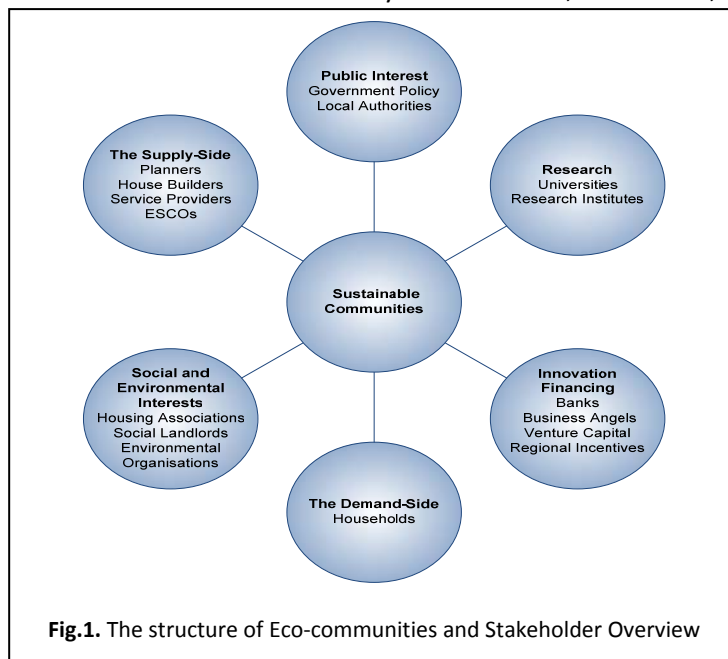 Public Interest
Government Policy
Local Authorities
The Supply-Side
Planners
House Builders
Service Providers
ESCOs
Research
Universities
Research Institutes
Sustainable
Communities
Social and
Environmental
Interests
Housing Associations
Social Landlords
Environmental
Organisations
Innovation
Financing
Banks
Business Angels
Venture Capital
Regional Incentives
The Demand-Side
Households
Fig.1. The structure of Eco-communities and Stakeholder Overview